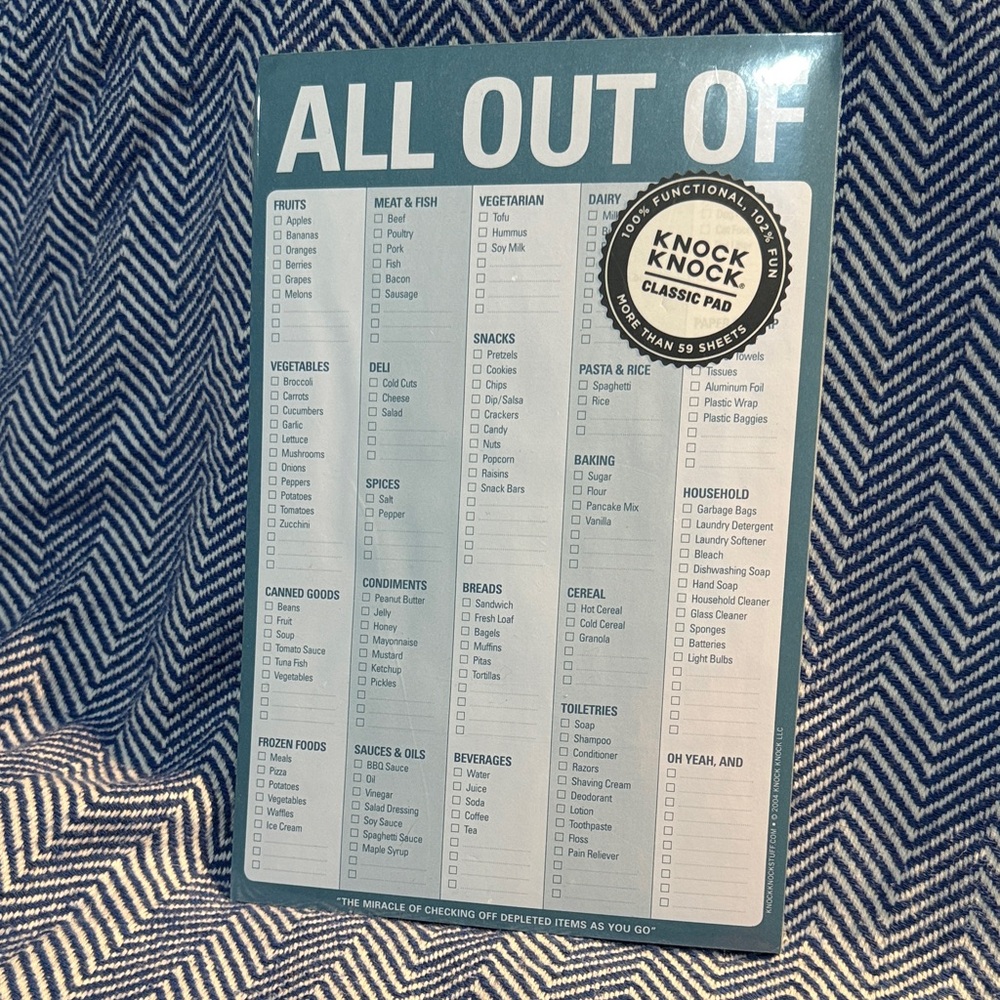 ALL OUT OF
FRUITS
Apples
Bananas
Oranges
Berries
Grapes
Melons
VEGETABLES
Broccoli
Carrots
Cucumbers
Garlic
Lettuce
Mushrooms
Onions
Peppers
Potatoes
Tomatoes
Zucchini
CANNED GOODS
Beans
Fruit
Soup
Tomato Sauce
Tuna Fish
Vegetables
FROZEN FOODS
Meals
Pizza
Potatoes
Vegetables
Waffles
Ice Cream
MEAT & FISH
Beef
Poultry
Pork
Fish
Bacon
Sausage
DELI
Cold Cuts
Cheese
Salad
SPICES
Salt
Pepper
CONDIMENTS
Peanut Butter
Jelly
Honey
Mayonnaise
Mustard
Ketchup
Pickles
SAUCES & OILS
BBQ Sauce
Oil
Vinegar
Salad Dressing
Soy Sauce
Spaghetti Sauce
Maple Syrup
VEGETARIAN
Tofu
Hummus
Soy Milk
SNACKS
Pretzels
Cookies
Chips
Dip/Salsa
Crackers
Candy
Nuts
Popcorn
Raisins
Snack Bars
BREADS
Sandwich
Fresh Loaf
Bagels
Muffins
Pitas
Tortillas
BEVERAGES
Water
Juice
Soda
Coffee
Tea
DAIRY
PASTA & RICE
Spaghetti
Rice
BAKING
Sugar
Flour
Pancake Mix
Vanilla
CEREAL
Hot Cereal
Cold Cereal
Granola
TOILETRIES
Soap
Shampoo
Conditioner
Razors
Shaving Cream
Deodorant
Lotion
Toothpaste
Floss
Pain Reliever
100% FUNCTIONAL, 102% FUN
KNOCK
KNOCK®
CLASSIC PAD
MORE THAN 59 SHEETS
Tissues
Aluminum Foil
Plastic Wrap
Plastic Baggies
HOUSEHOLD
Garbage Bags
Laundry Detergent
Laundry Softener
Bleach
Dishwashing Soap
Hand Soap
Household Cleaner
Glass Cleaner
Sponges
Batteries
Light Bulbs
OH YEAH, AND
KNOCKKNOCKSTUFF.COM • © 2004 KNOCK KNOCK LLC
"THE MIRACLE OF CHECKING OFF DEPLETED ITEMS AS YOU GO"